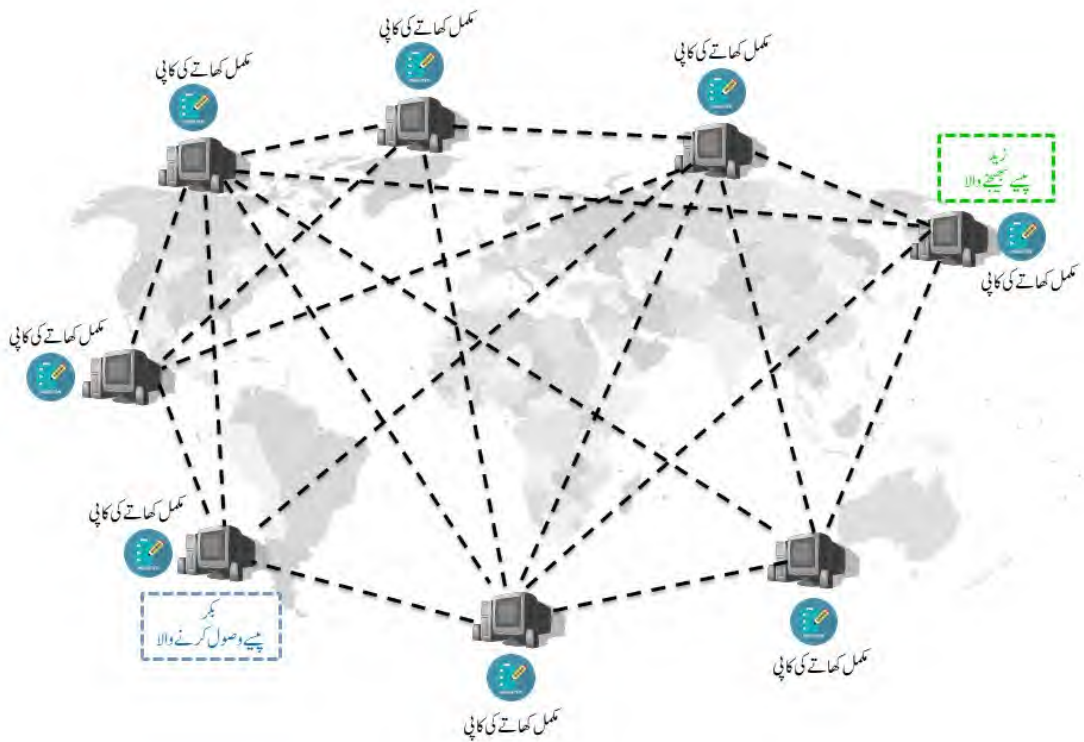 مکمل کھاتے کی کاپی
مکمل کھاتے کی کاپی
مکمل کھاتے کی کاپی
زید
پیسے بھیجنے والا
مکمل کھاتے کی کاپی
مکمل کھاتے کی کاپی
مکمل کھاتے کی کاپی
بکر
پیسے وصول کرنے والا
مکمل کھاتے کی کاپی
مکمل کھاتے کی کاپی